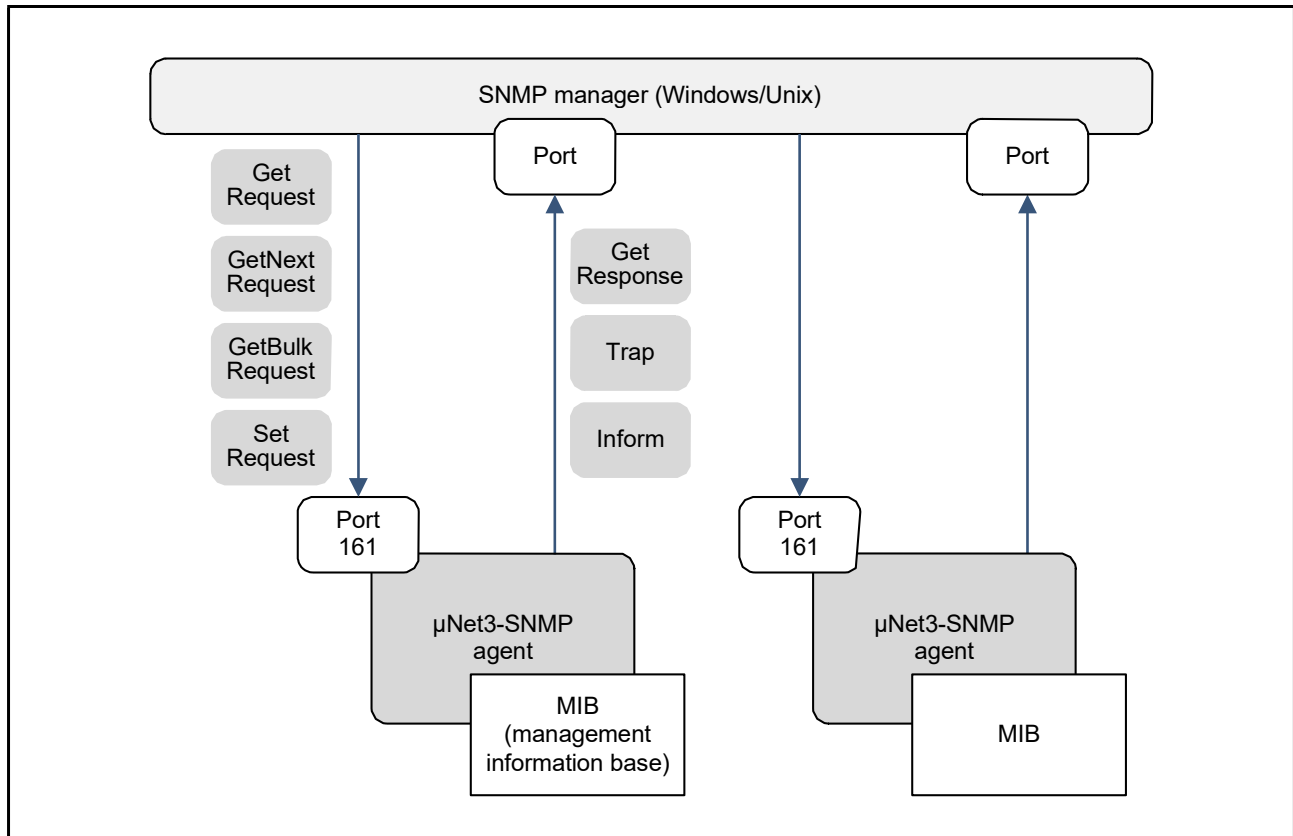 SNMP manager (Windows/Unix)
Port
Port
Get
Request
GetNext
Request
GetBulk
Request
Set
Request
Get
Response
Trap
Inform
Port
161
Port
161
μNet3-SNMP
agent
μNet3-SNMP
agent
MIB
(management
information base)
MIB